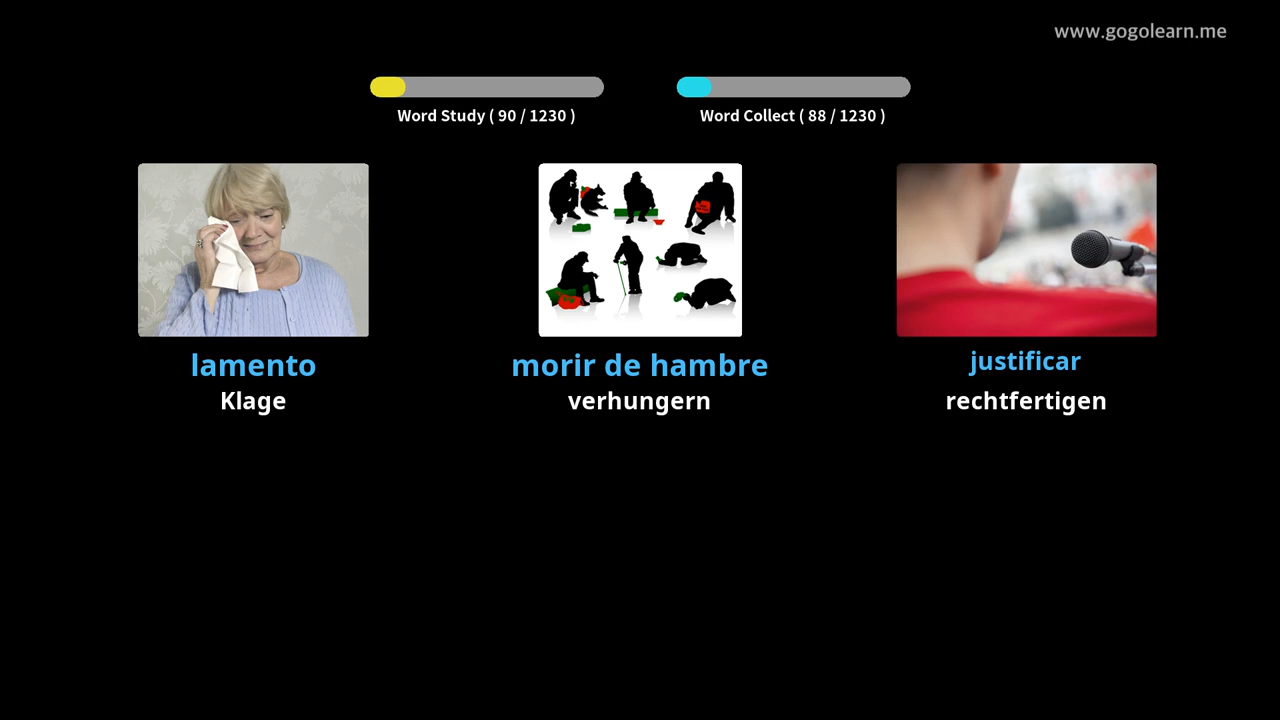 www.gogolearn.me
Word Study ( 90 / 1230 )
Word Collect ( 88 / 1230 )
lamento
Klage
morir de hambre
verhungern
justificar
rechtfertigen